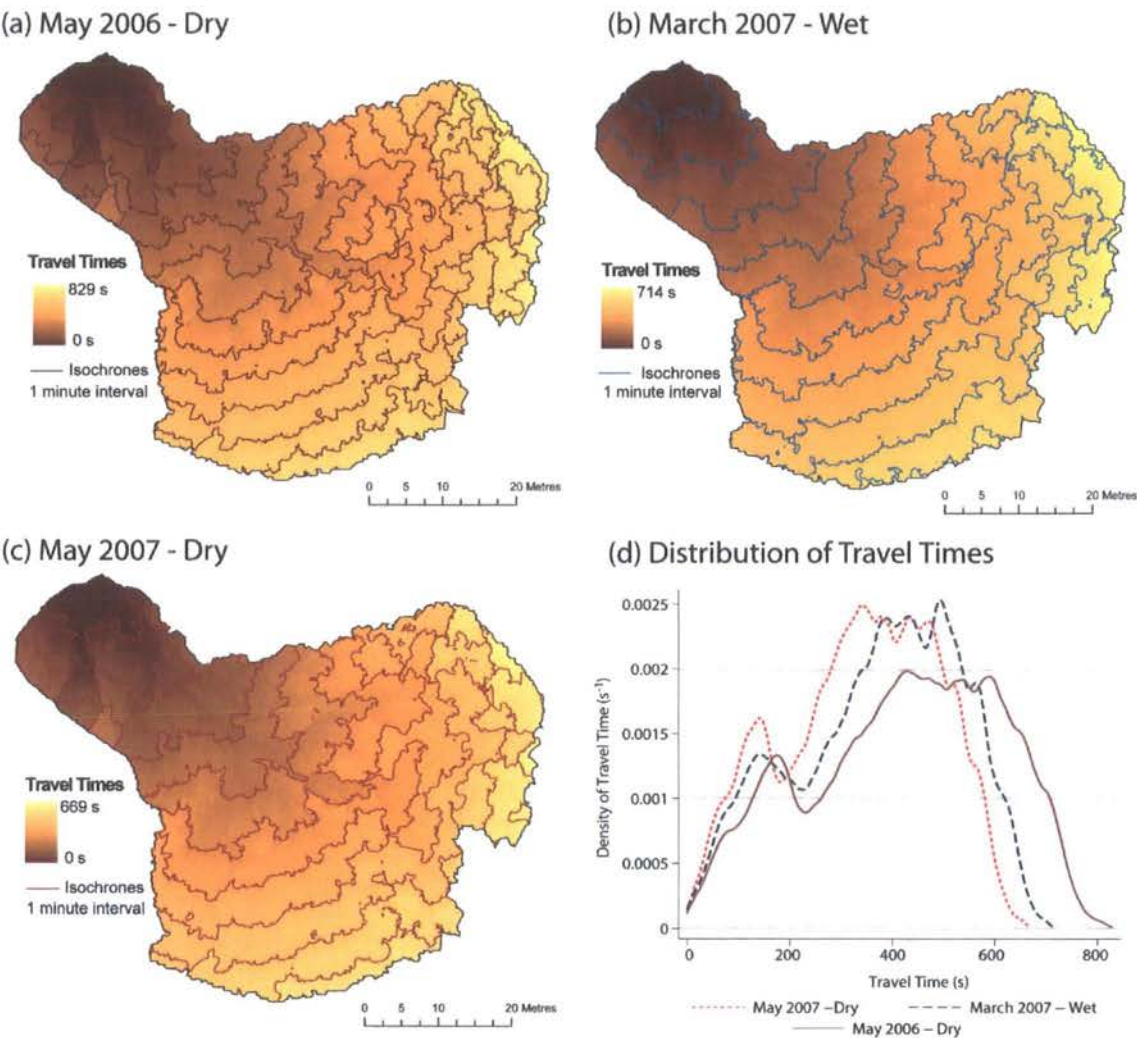 (a) May 2006 - Dry
Travel Times
829 s
0 s
Isochrones
1 minute interval
0 5 10 20 Metres
(b) March 2007 - Wet
Travel Times
714 s
0 s
Isochrones
1 minute interval
0 5 10 20 Metres
(c) May 2007 - Dry
Travel Times
669 s
0 s
Isochrones
1 minute interval
0 5 10 20 Metres
(d) Distribution of Travel Times
Density of Travel Time (s⁻¹)
0.0025
0.002
0.0015
0.001
0.0005
0
0 200 400 600 800
Travel Time (s)
May 2007 –Dry March 2007 – Wet
May 2006 – Dry